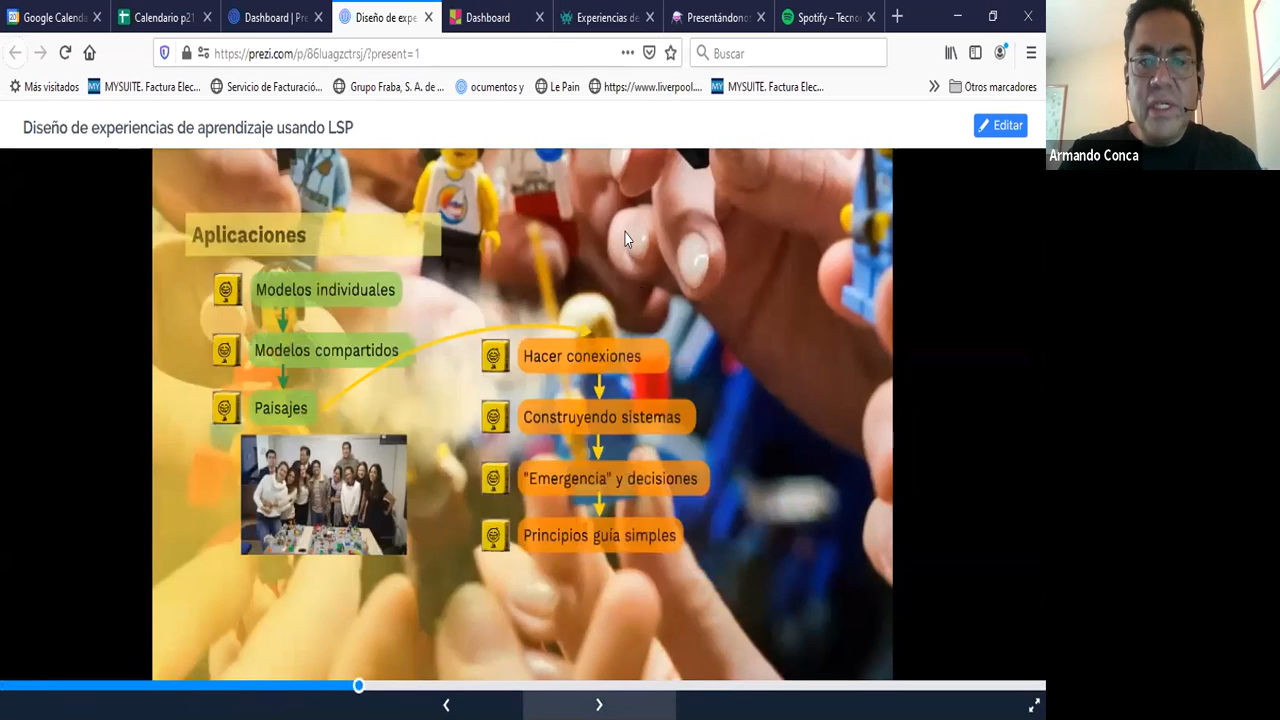 Google Calenda
Calendario p21
Dashboard | Pre
Diseño de expe
Dashboard
Experiencias de
Presentándono
Spotify – Tecno
https://prezi.com/p/86luagzctrsj/?present=1
Buscar
Más visitados
MYSUITE. Factura Elec...
Servicio de Facturació...
Grupo Fraba, S. A. de ...
ocumentos y
Le Pain
https://www.liverpool....
MYSUITE. Factura Elec...
Otros marcadores
Diseño de experiencias de aprendizaje usando LSP
Editar
Armando Conca
Aplicaciones
Modelos individuales
Modelos compartidos
Paisajes
Hacer conexiones
Construyendo sistemas
"Emergencia" y decisiones
Principios guía simples